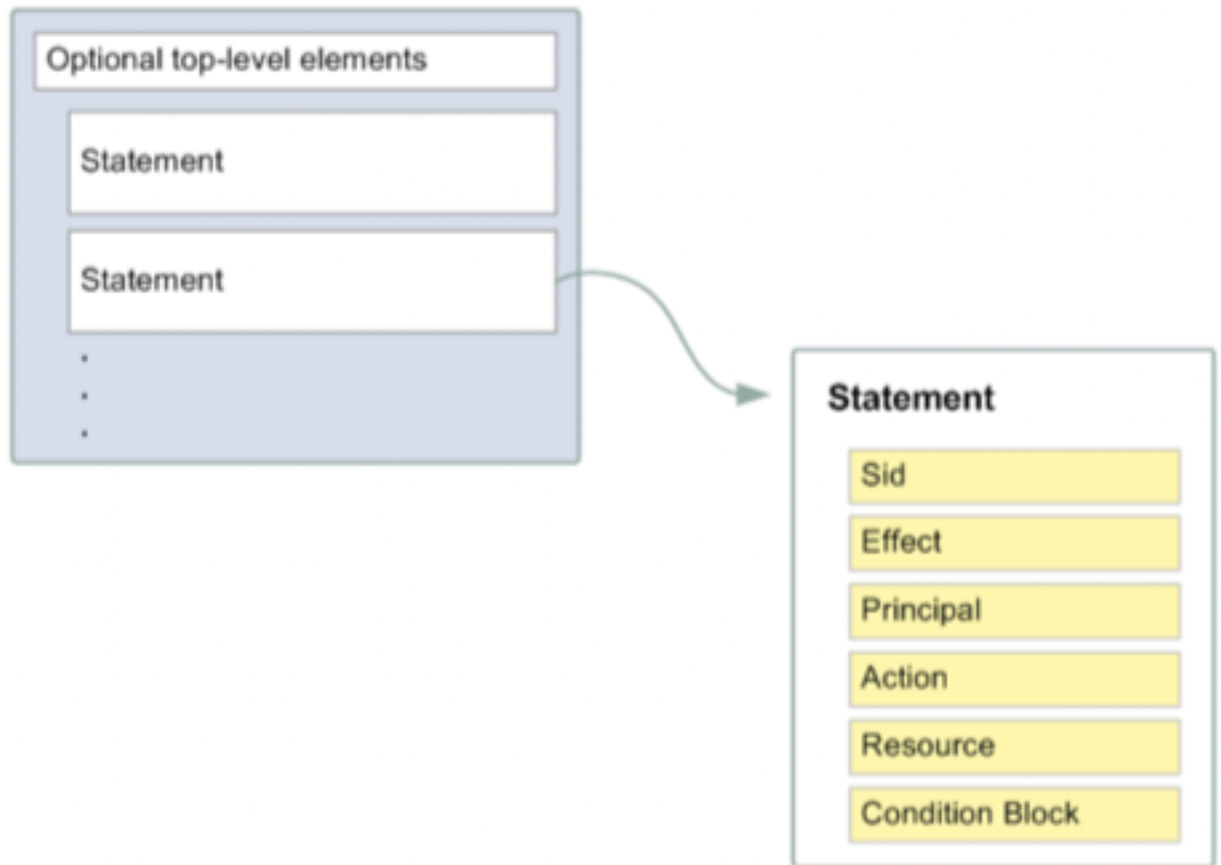 Optional top-level elements
Statement
Statement
.
.
.
Statement
Sid
Effect
Principal
Action
Resource
Condition Block